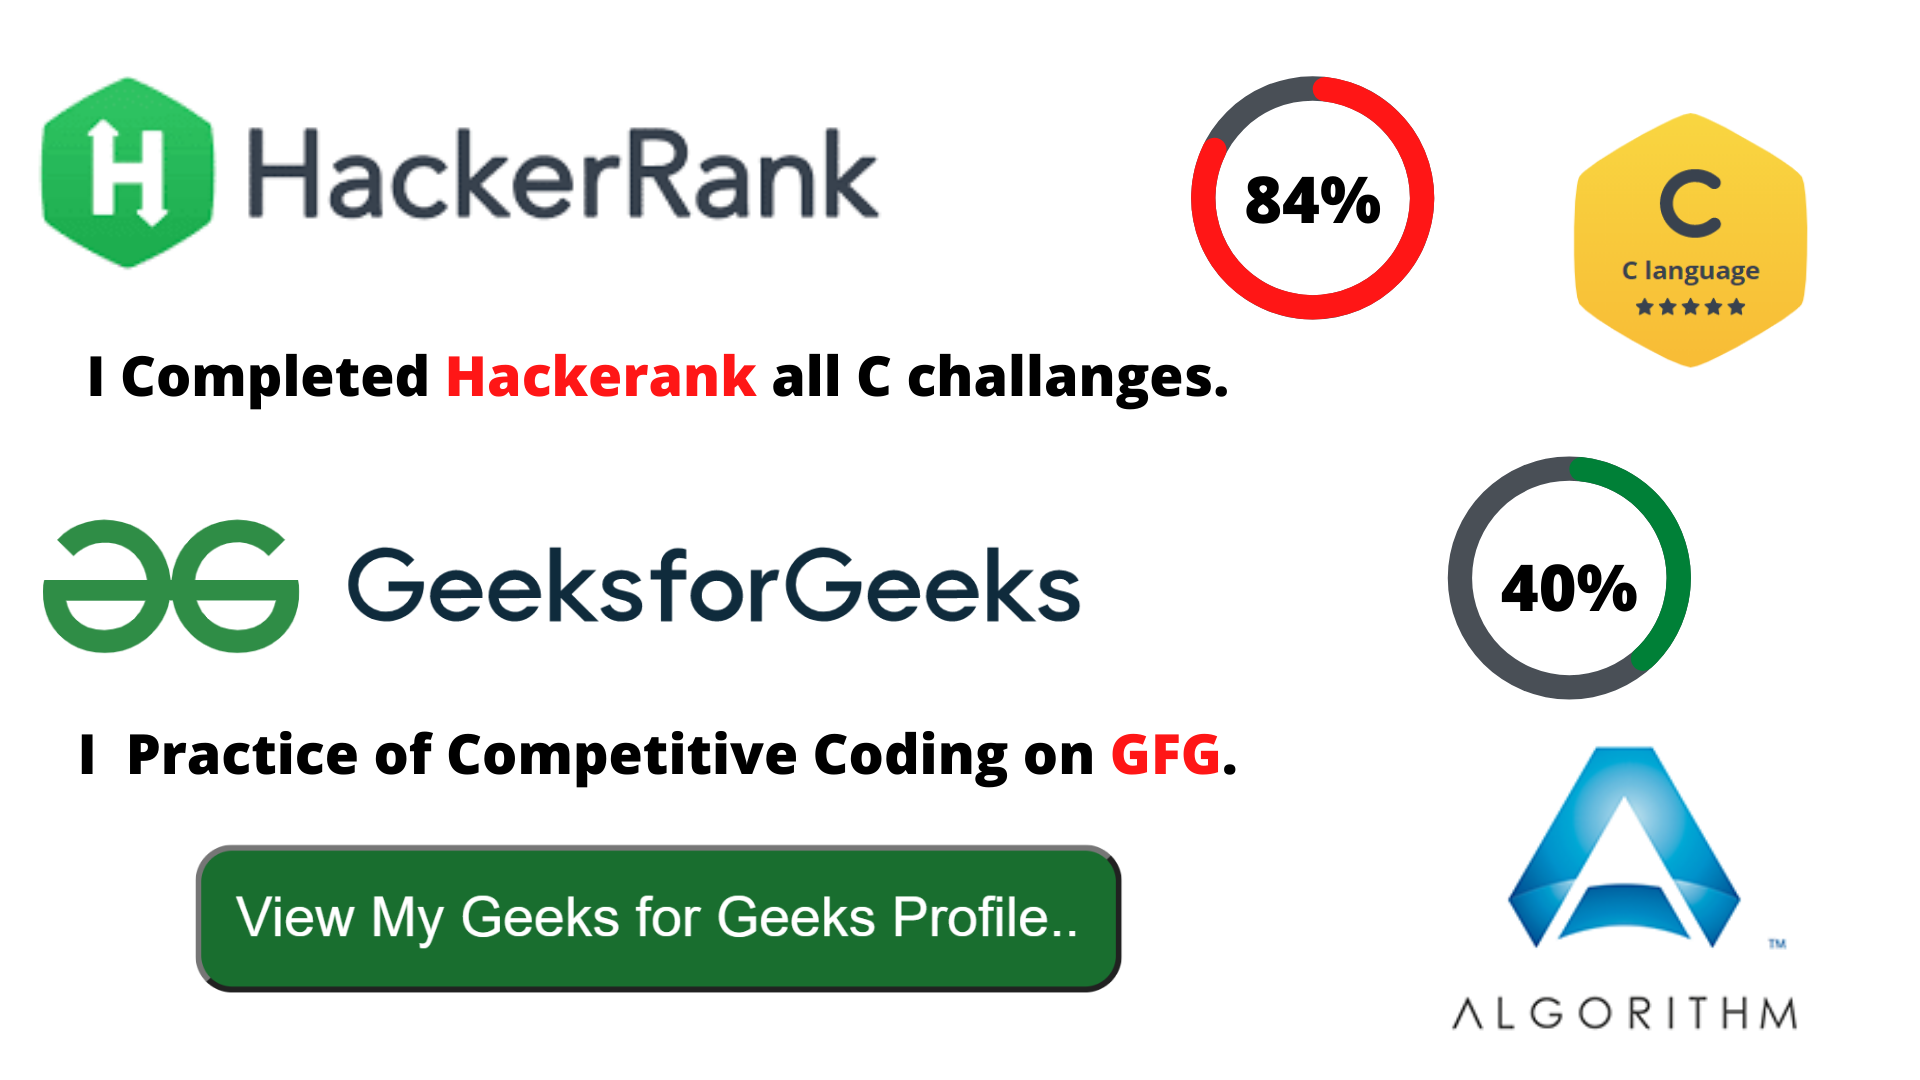 HackerRank
84%
C
C language
I Completed Hackerank all C challanges.
GeeksforGeeks
40%
I  Practice of Competitive Coding on GFG.
View My Geeks for Geeks Profile..
TM
ALGORITHM